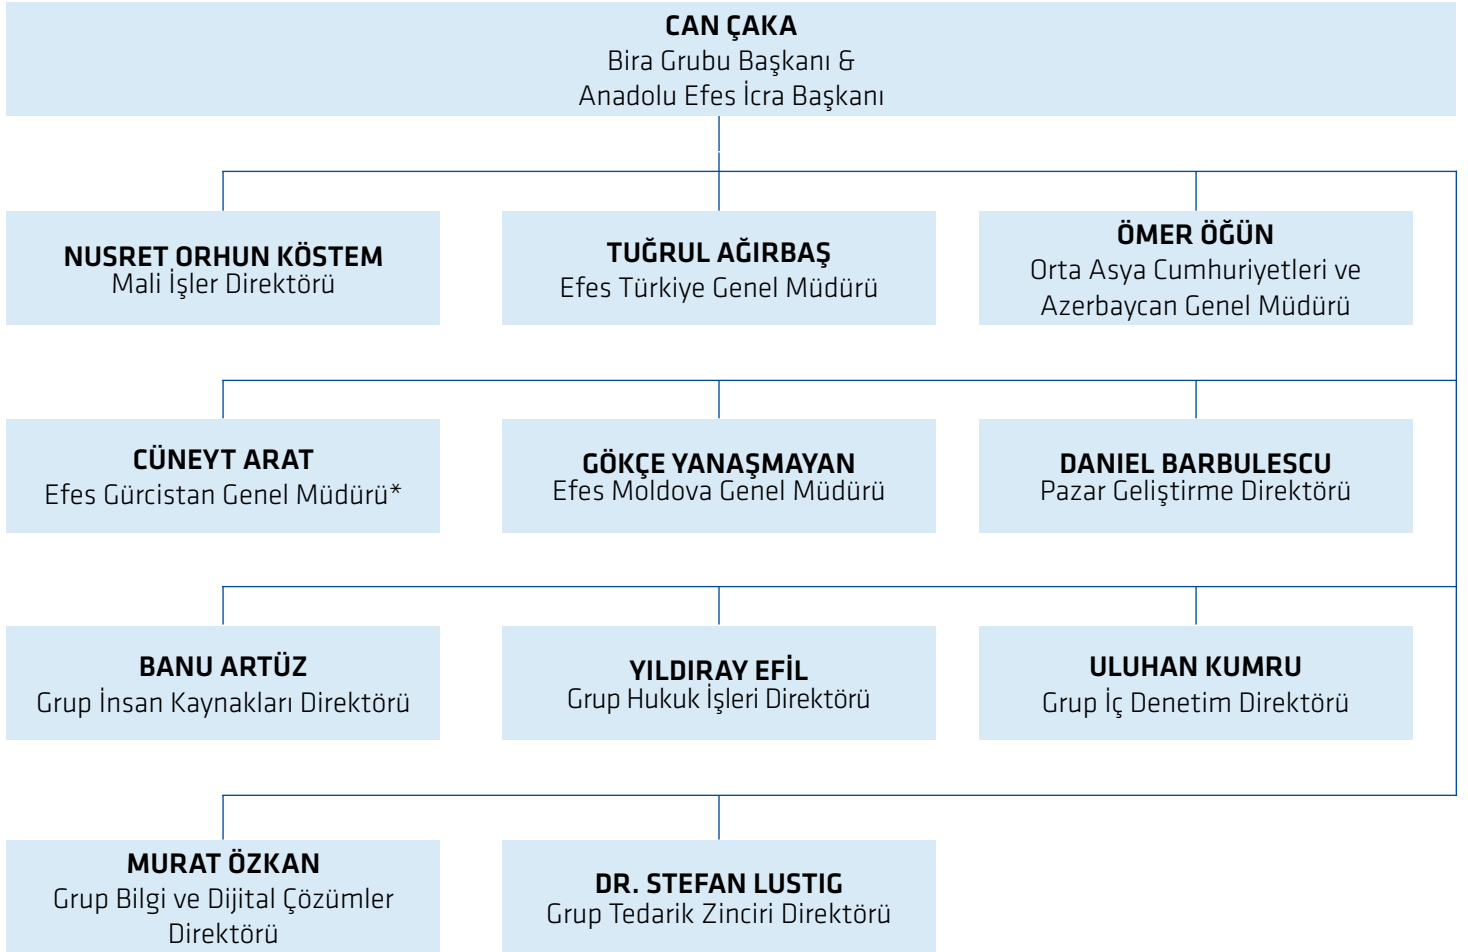 CAN ÇAKA
Bira Grubu Başkanı &
Anadolu Efes İcra Başkanı
NUSRET ORHUN KÖSTEM
Mali İşler Direktörü
TUĞRUL AĞIRBAŞ
Efes Türkiye Genel Müdürü
ÖMER ÖĞÜN
Orta Asya Cumhuriyetleri ve
Azerbaycan Genel Müdürü
CÜNEYT ARAT
Efes Gürcistan Genel Müdürü*
GÖKÇE YANAŞMAYAN
Efes Moldova Genel Müdürü
DANIEL BARBULESCU
Pazar Geliştirme Direktörü
BANU ARTÜZ
Grup İnsan Kaynakları Direktörü
YILDIRAY EFİL
Grup Hukuk İşleri Direktörü
ULUHAN KUMRU
Grup İç Denetim Direktörü
MURAT ÖZKAN
Grup Bilgi ve Dijital Çözümler
Direktörü
DR. STEFAN LUSTIG
Grup Tedarik Zinciri Direktörü